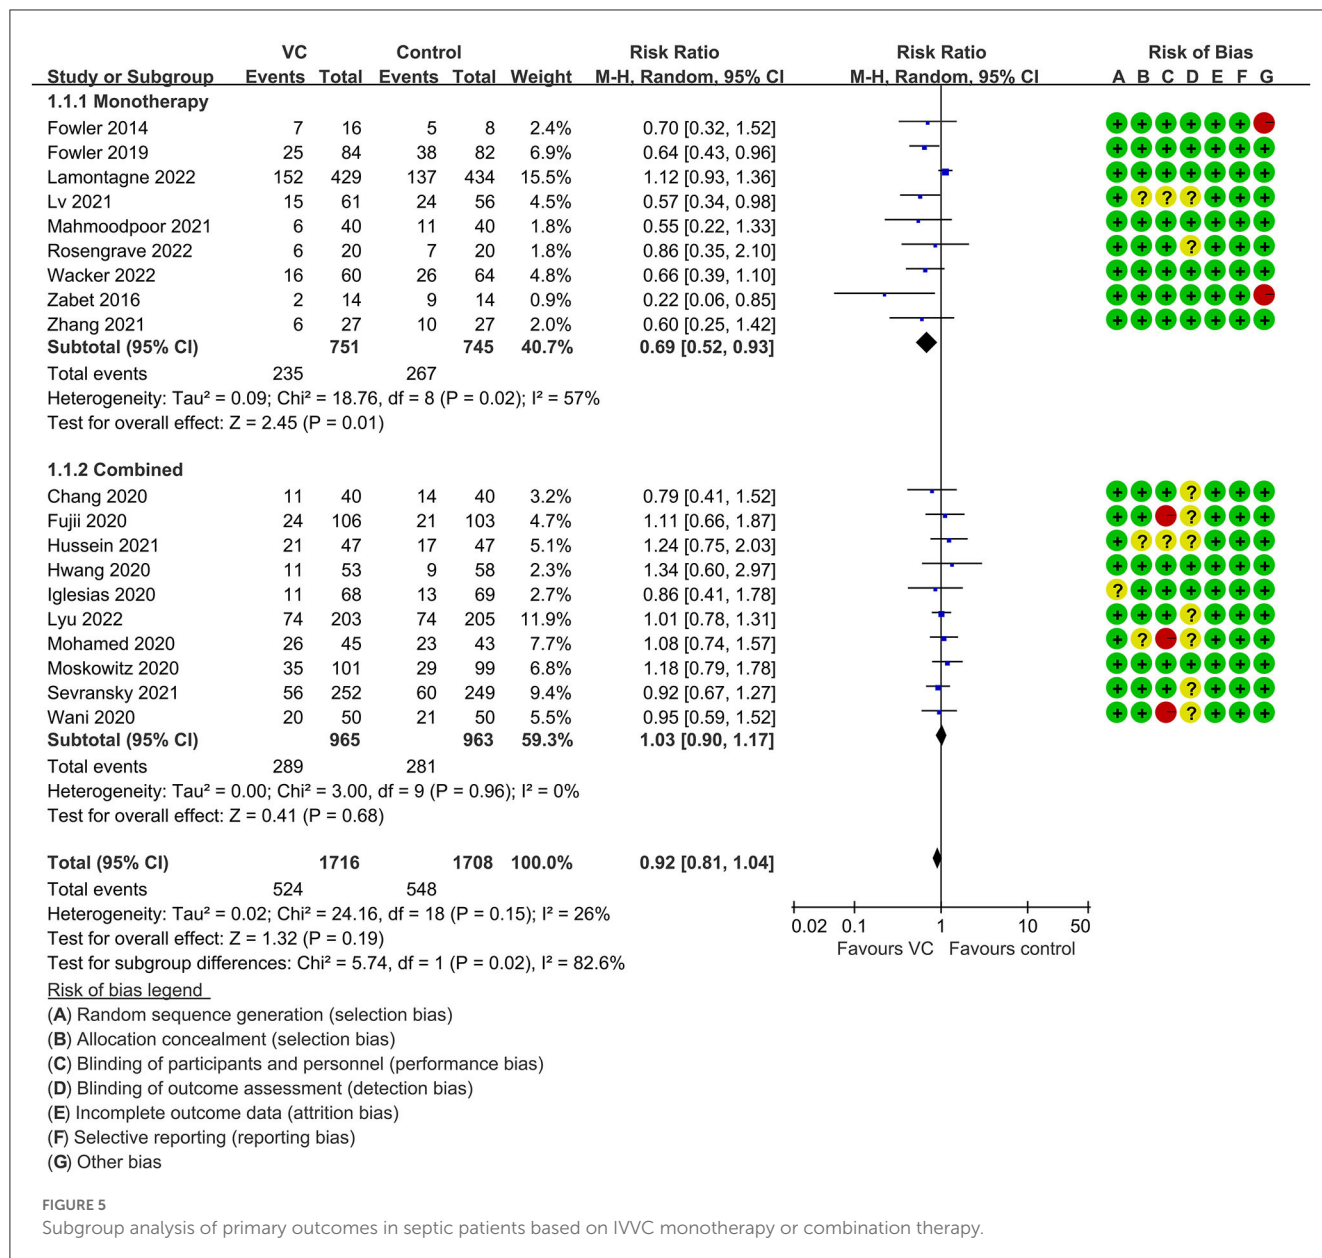 VC Control Risk Ratio Risk Ratio Risk of Bias
Study or Subgroup Events Total Events Total Weight M-H, Random, 95% CI M-H, Random, 95% CI A B C D E F G
1.1.1 Monotherapy
Fowler 2014 7 16 5 8 2.4% 0.70 [0.32, 1.52] + + + + + + -
Fowler 2019 25 84 38 82 6.9% 0.64 [0.43, 0.96] + + + + + + +
Lamontagne 2022 152 429 137 434 15.5% 1.12 [0.93, 1.36] + + + + + + +
Lv 2021 15 61 24 56 4.5% 0.57 [0.34, 0.98] + ? ? ? + + +
Mahmoodpoor 2021 6 40 11 40 1.9% 0.55 [0.22, 1.33] + + + + + + +
Rosengrave 2022 6 20 7 20 1.8% 0.86 [0.35, 2.10] + + + ? + + +
Wacker 2022 16 60 26 64 4.8% 0.66 [0.39, 1.10] + + + + + + +
Zabet 2016 2 14 9 14 0.9% 0.22 [0.06, 0.85] + + + + + + -
Zhang 2021 6 27 10 27 2.0% 0.60 [0.25, 1.42] + + + + + + +
Subtotal (95% CI) 751 745 40.7% 0.69 [0.52, 0.93]
Total events 235 267
Heterogeneity: Tau² = 0.09; Chi² = 18.76, df = 8 (P = 0.02); I² = 57%
Test for overall effect: Z = 2.45 (P = 0.01)
1.1.2 Combined
Chang 2020 11 40 14 40 3.2% 0.79 [0.41, 1.52] + + + ? + + +
Fujii 2020 24 106 21 103 4.7% 1.11 [0.66, 1.87] + + - ? + + +
Hussein 2021 21 47 17 47 5.1% 1.24 [0.75, 2.03] + ? ? ? + + +
Hwang 2020 11 53 9 58 2.3% 1.34 [0.60, 2.97] + + + + + + +
Iglesias 2020 11 68 13 69 2.7% 0.86 [0.41, 1.78] ? + + + + + +
Lyu 2022 74 203 74 205 11.9% 1.01 [0.78, 1.31] + + + ? + + +
Mohamed 2020 26 45 23 43 7.7% 1.08 [0.74, 1.57] + ? - ? + + +
Moskowitz 2020 35 101 29 99 6.8% 1.18 [0.79, 1.78] + + + + + + +
Sevransky 2021 56 252 60 249 9.4% 0.92 [0.67, 1.27] + + + ? + + +
Wani 2020 20 50 21 50 5.5% 0.95 [0.59, 1.52] + + - ? + + +
Subtotal (95% CI) 965 963 59.3% 1.03 [0.90, 1.17]
Total events 289 281
Heterogeneity: Tau² = 0.00; Chi² = 3.00, df = 9 (P = 0.96); I² = 0%
Test for overall effect: Z = 0.41 (P = 0.68)
Total (95% CI) 1716 1708 100.0% 0.92 [0.81, 1.04]
Total events 524 548
Heterogeneity: Tau² = 0.02; Chi² = 24.16, df = 18 (P = 0.15); I² = 26%
Test for overall effect: Z = 1.32 (P = 0.19)
Test for subgroup differences: Chi² = 5.74, df = 1 (P = 0.02), I² = 82.6%
0.02 0.1 1 10 50
Favours VC Favours control
Risk of bias legend
(A) Random sequence generation (selection bias)
(B) Allocation concealment (selection bias)
(C) Blinding of participants and personnel (performance bias)
(D) Blinding of outcome assessment (detection bias)
(E) Incomplete outcome data (attrition bias)
(F) Selective reporting (reporting bias)
(G) Other bias
FIGURE 5
Subgroup analysis of primary outcomes in septic patients based on IVVC monotherapy or combination therapy.